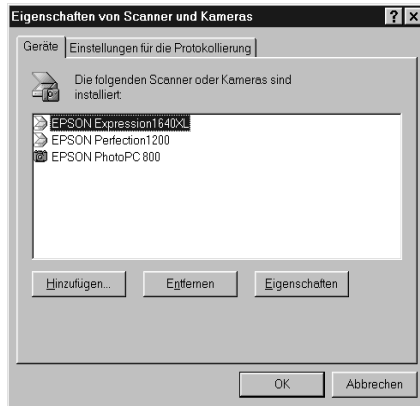 Eigenschaften von Scanner und Kameras
Geräte Einstellungen für die Protokollierung
Die folgenden Scanner oder Kameras sind
installiert:
EPSON Expression1640XL
EPSON Perfection1200
EPSON PhotoPC 800
Hinzufügen... Entfernen Eigenschaften
OK Abbrechen